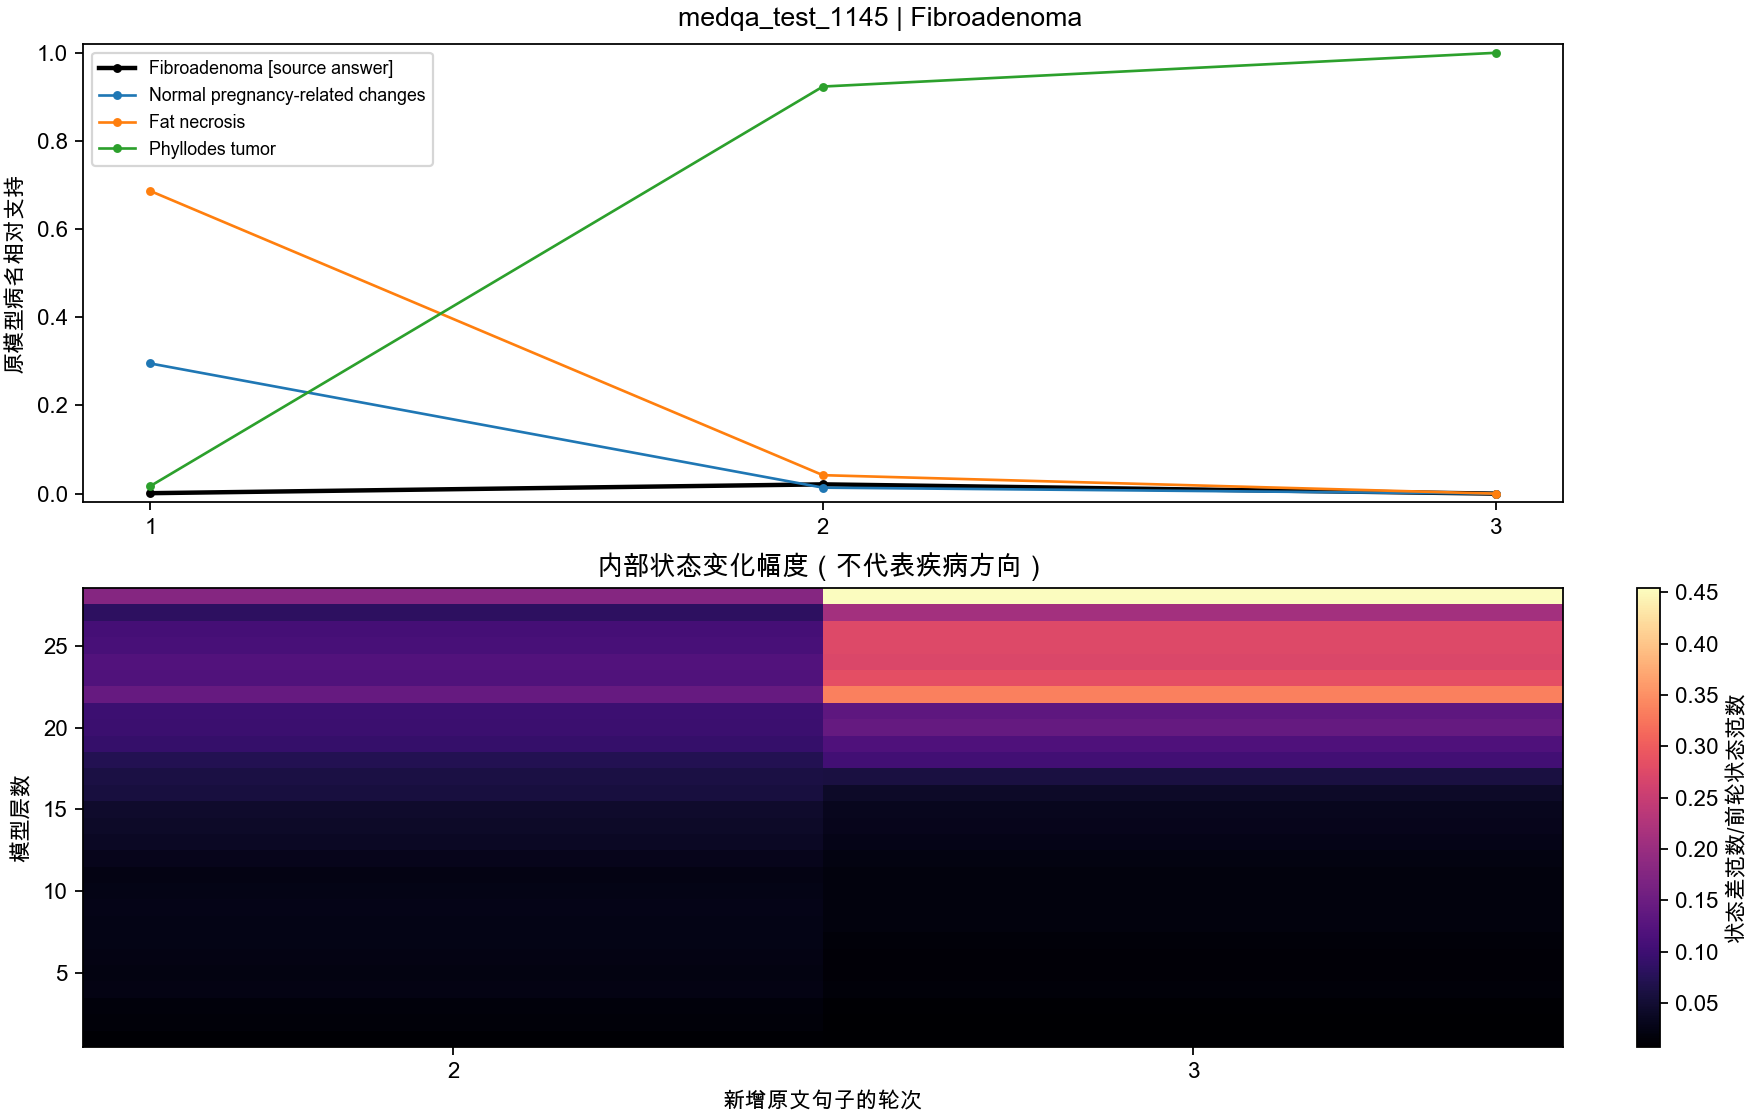 medqa_test_1145 | Fibroadenoma
原模型病名相对支持
1.0
0.8
0.6
0.4
0.2
0.0
Fibroadenoma [source answer]
Normal pregnancy-related changes
Fat necrosis
Phyllodes tumor
1
2
3
内部状态变化幅度（不代表疾病方向）
模型层数
25
20
15
10
5
2
3
新增原文句子的轮次
0.45
0.40
0.35
0.30
0.25
0.20
0.15
0.10
0.05
状态差范数/前轮状态范数